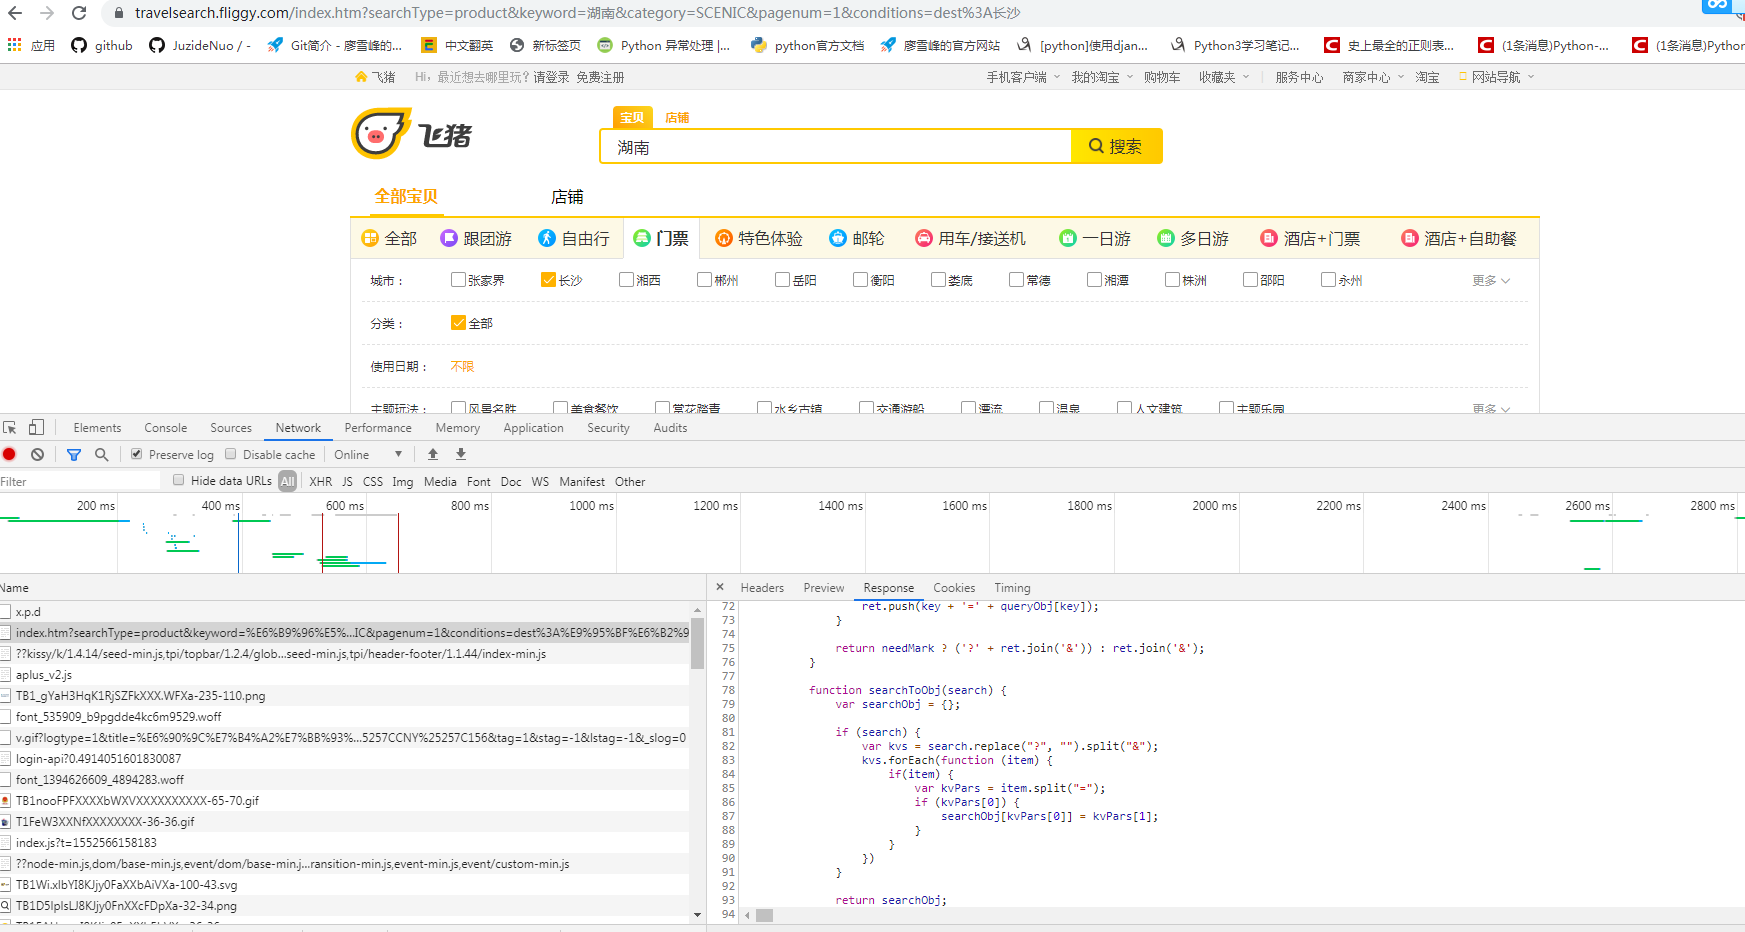 travelsearch.fliggy.com/index.htm?searchType=product&keyword=湖南&category=SCENIC&pagenum=1&conditions=dest%3A长沙
应用 github JuzideNuo / - Git简介 - 廖雪峰的... 中文翻英 新标签页 Python 异常处理 |... python官方文档 廖雪峰的官方网站 [python]使用djan... Python3学习笔记... 史上最全的正则表... (1条消息)Python-... (1条消息)Python
飞猪 Hi，最近想去哪里玩？请登录 免费注册 手机客户端 我的淘宝 购物车 收藏夹 服务中心 商家中心 淘宝 网站导航
宝贝 店铺
飞猪
湖南 搜索
全部宝贝 店铺
全部 跟团游 自由行 门票 特色体验 邮轮 用车/接送机 一日游 多日游 酒店+门票 酒店+自助餐
城市： 张家界 长沙 湘西 郴州 岳阳 衡阳 娄底 常德 湘潭 株洲 邵阳 永州 更多
分类： 全部
使用日期： 不限
主题玩法： 风景名胜 美食餐饮 赏花踏青 水乡古镇 交通游船 漂流 温泉 人文建筑 主题乐园 更多
Elements Console Sources Network Performance Memory Application Security Audits
Preserve log Disable cache Online
Filter Hide data URLs All XHR JS CSS Img Media Font Doc WS Manifest Other
200 ms 400 ms 600 ms 800 ms 1000 ms 1200 ms 1400 ms 1600 ms 1800 ms 2000 ms 2200 ms 2400 ms 2600 ms 2800 ms
Name
x.p.d
index.htm?searchType=product&keyword=%E6%B9%96%E5%...IC&pagenum=1&conditions=dest%3A%E9%95%BF%E6%B2%9
??kissy/k/1.4.14/seed-min.js,tpi/topbar/1.2.4/glob...seed-min.js,tpi/header-footer/1.1.44/index-min.js
aplus_v2.js
TB1_gYaH3HqK1RjSZFkXXX.WFXa-235-110.png
font_535909_b9pgdde4kc6m9529.woff
v.gif?logtype=1&title=%E6%90%9C%E7%B4%A2%E7%BB%93%...5257CCNY%25257C156&tag=1&stag=-1&lstag=-1&_slog=0
login-api?0.4914051601830087
font_1394626609_4894283.woff
TB1nooFPFXXXXbWXVXXXXXXXXXX-65-70.gif
T1FeW3XXNfXXXXXXXX-36-36.gif
index.js?t=1552566158183
??node-min.js,dom/base-min.js,event/dom/base-min.j...ransition-min.js,event-min.js,event/custom-min.js
TB1Wi.xlbYI8KJjy0FaXXbAiVXa-100-43.svg
TB1D5lplsLJ8KJjy0FnXXcFDpXa-32-34.png
Headers Preview Response Cookies Timing
72 ret.push(key + '=' + queryObj[key]);
73 }
74
75 return needMark ? ('?' + ret.join('&')) : ret.join('&');
76 }
77
78 function searchToObj(search) {
79 var searchObj = {};
80
81 if (search) {
82 var kvs = search.replace("?", "").split("&");
83 kvs.forEach(function (item) {
84 if(item) {
85 var kvPars = item.split("=");
86 if (kvPars[0]) {
87 searchObj[kvPars[0]] = kvPars[1];
88 }
89 }
90 })
91 }
92
93 return searchObj;
94